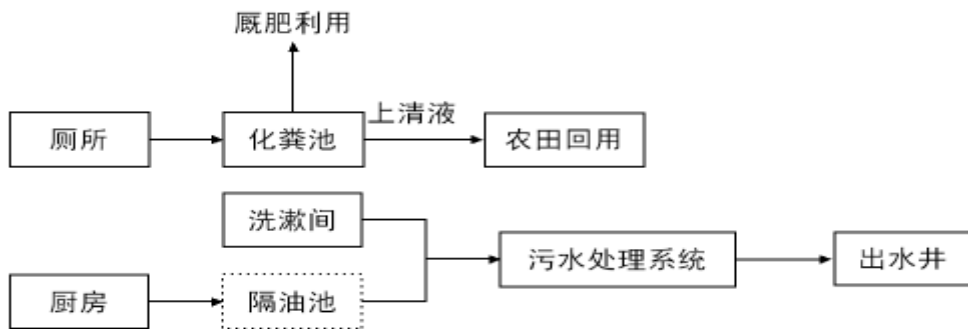 厩肥利用
上清液
厕所
化粪池
农田回用
洗漱间
污水处理系统
出水井
厨房
隔油池